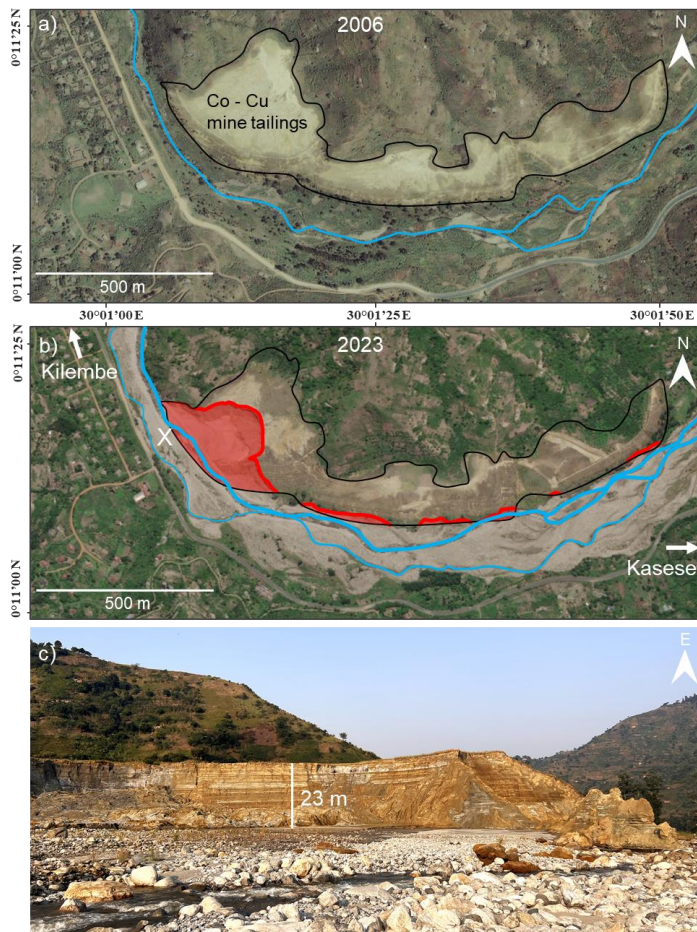 a)
2006
N
0°11'25 N
Co - Cu
mine tailings
0°11'00 N
500 m
30°01'00 E
30°01'25 E
30°01'50 E
b)
2023
N
0°11'25 N
Kilembe
X
0°11'00 N
500 m
Kasese
c)
E
23 m